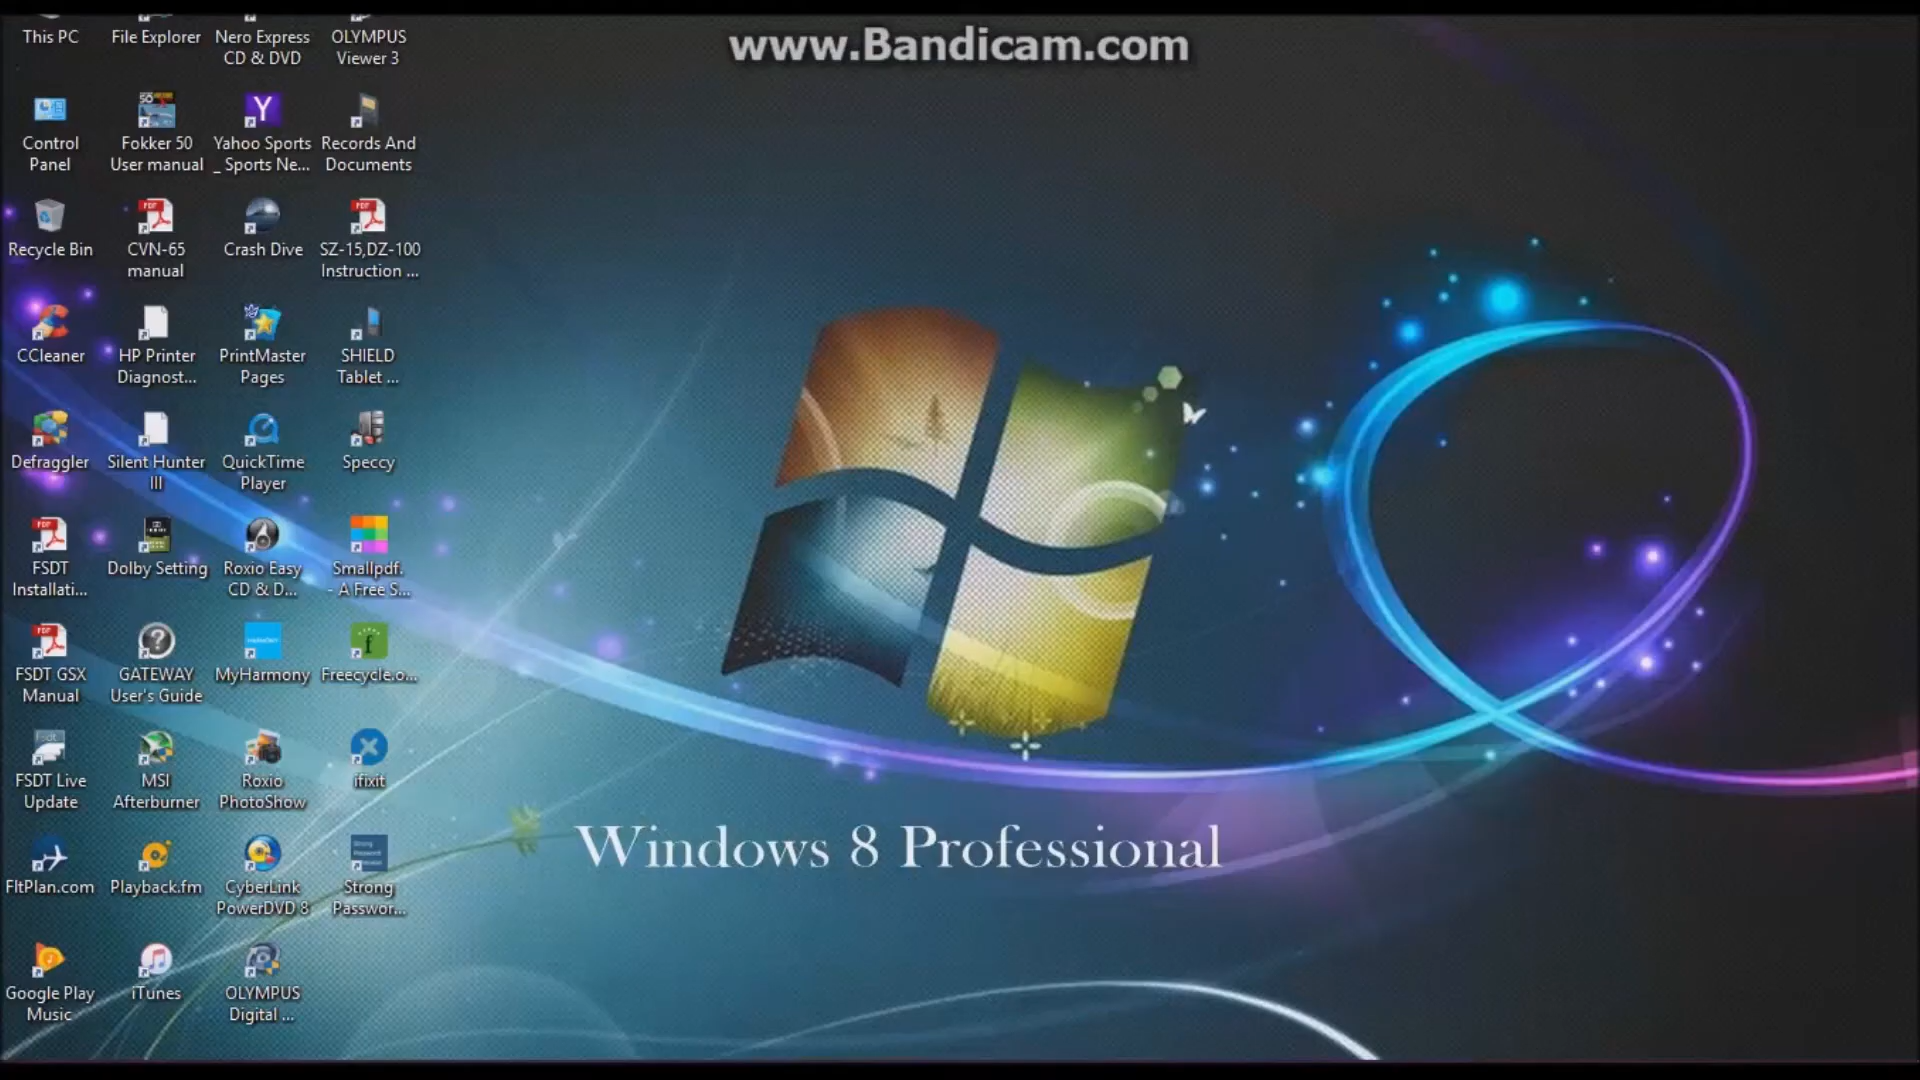 www.Bandicam.com
This PC
File Explorer
Nero Express
CD & DVD
OLYMPUS
Viewer 3
Control
Panel
Fokker 50
User manual
Yahoo Sports
_ Sports Ne...
Records And
Documents
Recycle Bin
CVN-65
manual
Crash Dive
SZ-15,DZ-100
Instruction ...
CCleaner
HP Printer
Diagnost...
PrintMaster
Pages
SHIELD
Tablet ...
Defraggler
Silent Hunter
III
QuickTime
Player
Speccy
FSDT
Installati...
Dolby Setting
Roxio Easy
CD & D...
Smallpdf.
- A Free S...
FSDT GSX
Manual
GATEWAY
User's Guide
MyHarmony
Freecycle.o...
FSDT Live
Update
MSI
Afterburner
Roxio
PhotoShow
ifixit
FltPlan.com
Playback.fm
CyberLink
PowerDVD 8
Strong
Passwor...
Google Play
Music
iTunes
OLYMPUS
Digital ...
Windows 8 Professional